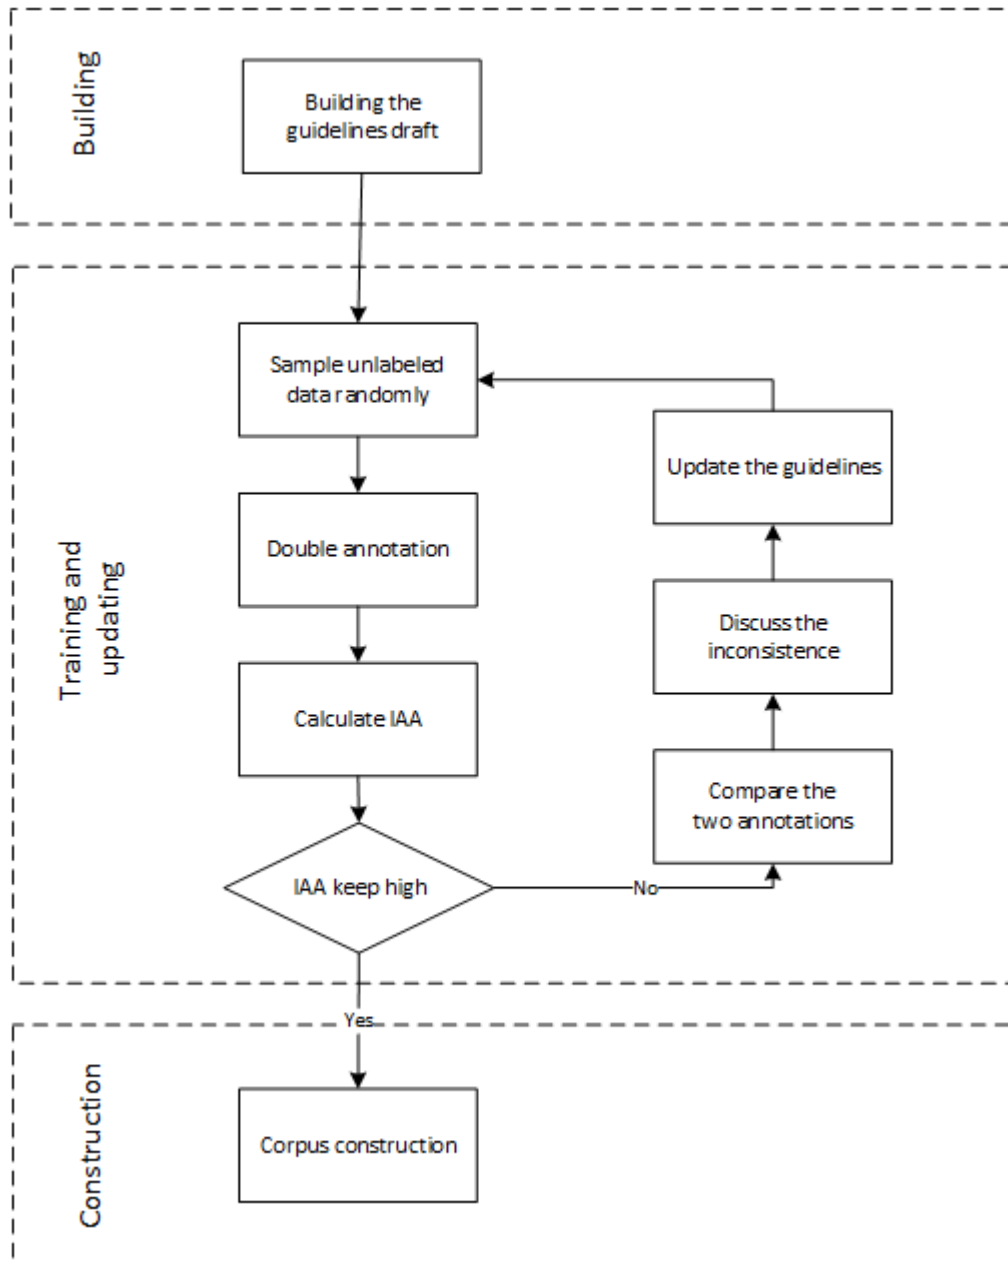 Building
Building the
guidelines draft
Training and
updating
Sample unlabeled
data randomly
Double annotation
Calculate IAA
IAA keep high
No
Compare the
two annotations
Discuss the
inconsistence
Update the guidelines
Yes
Construction
Corpus construction